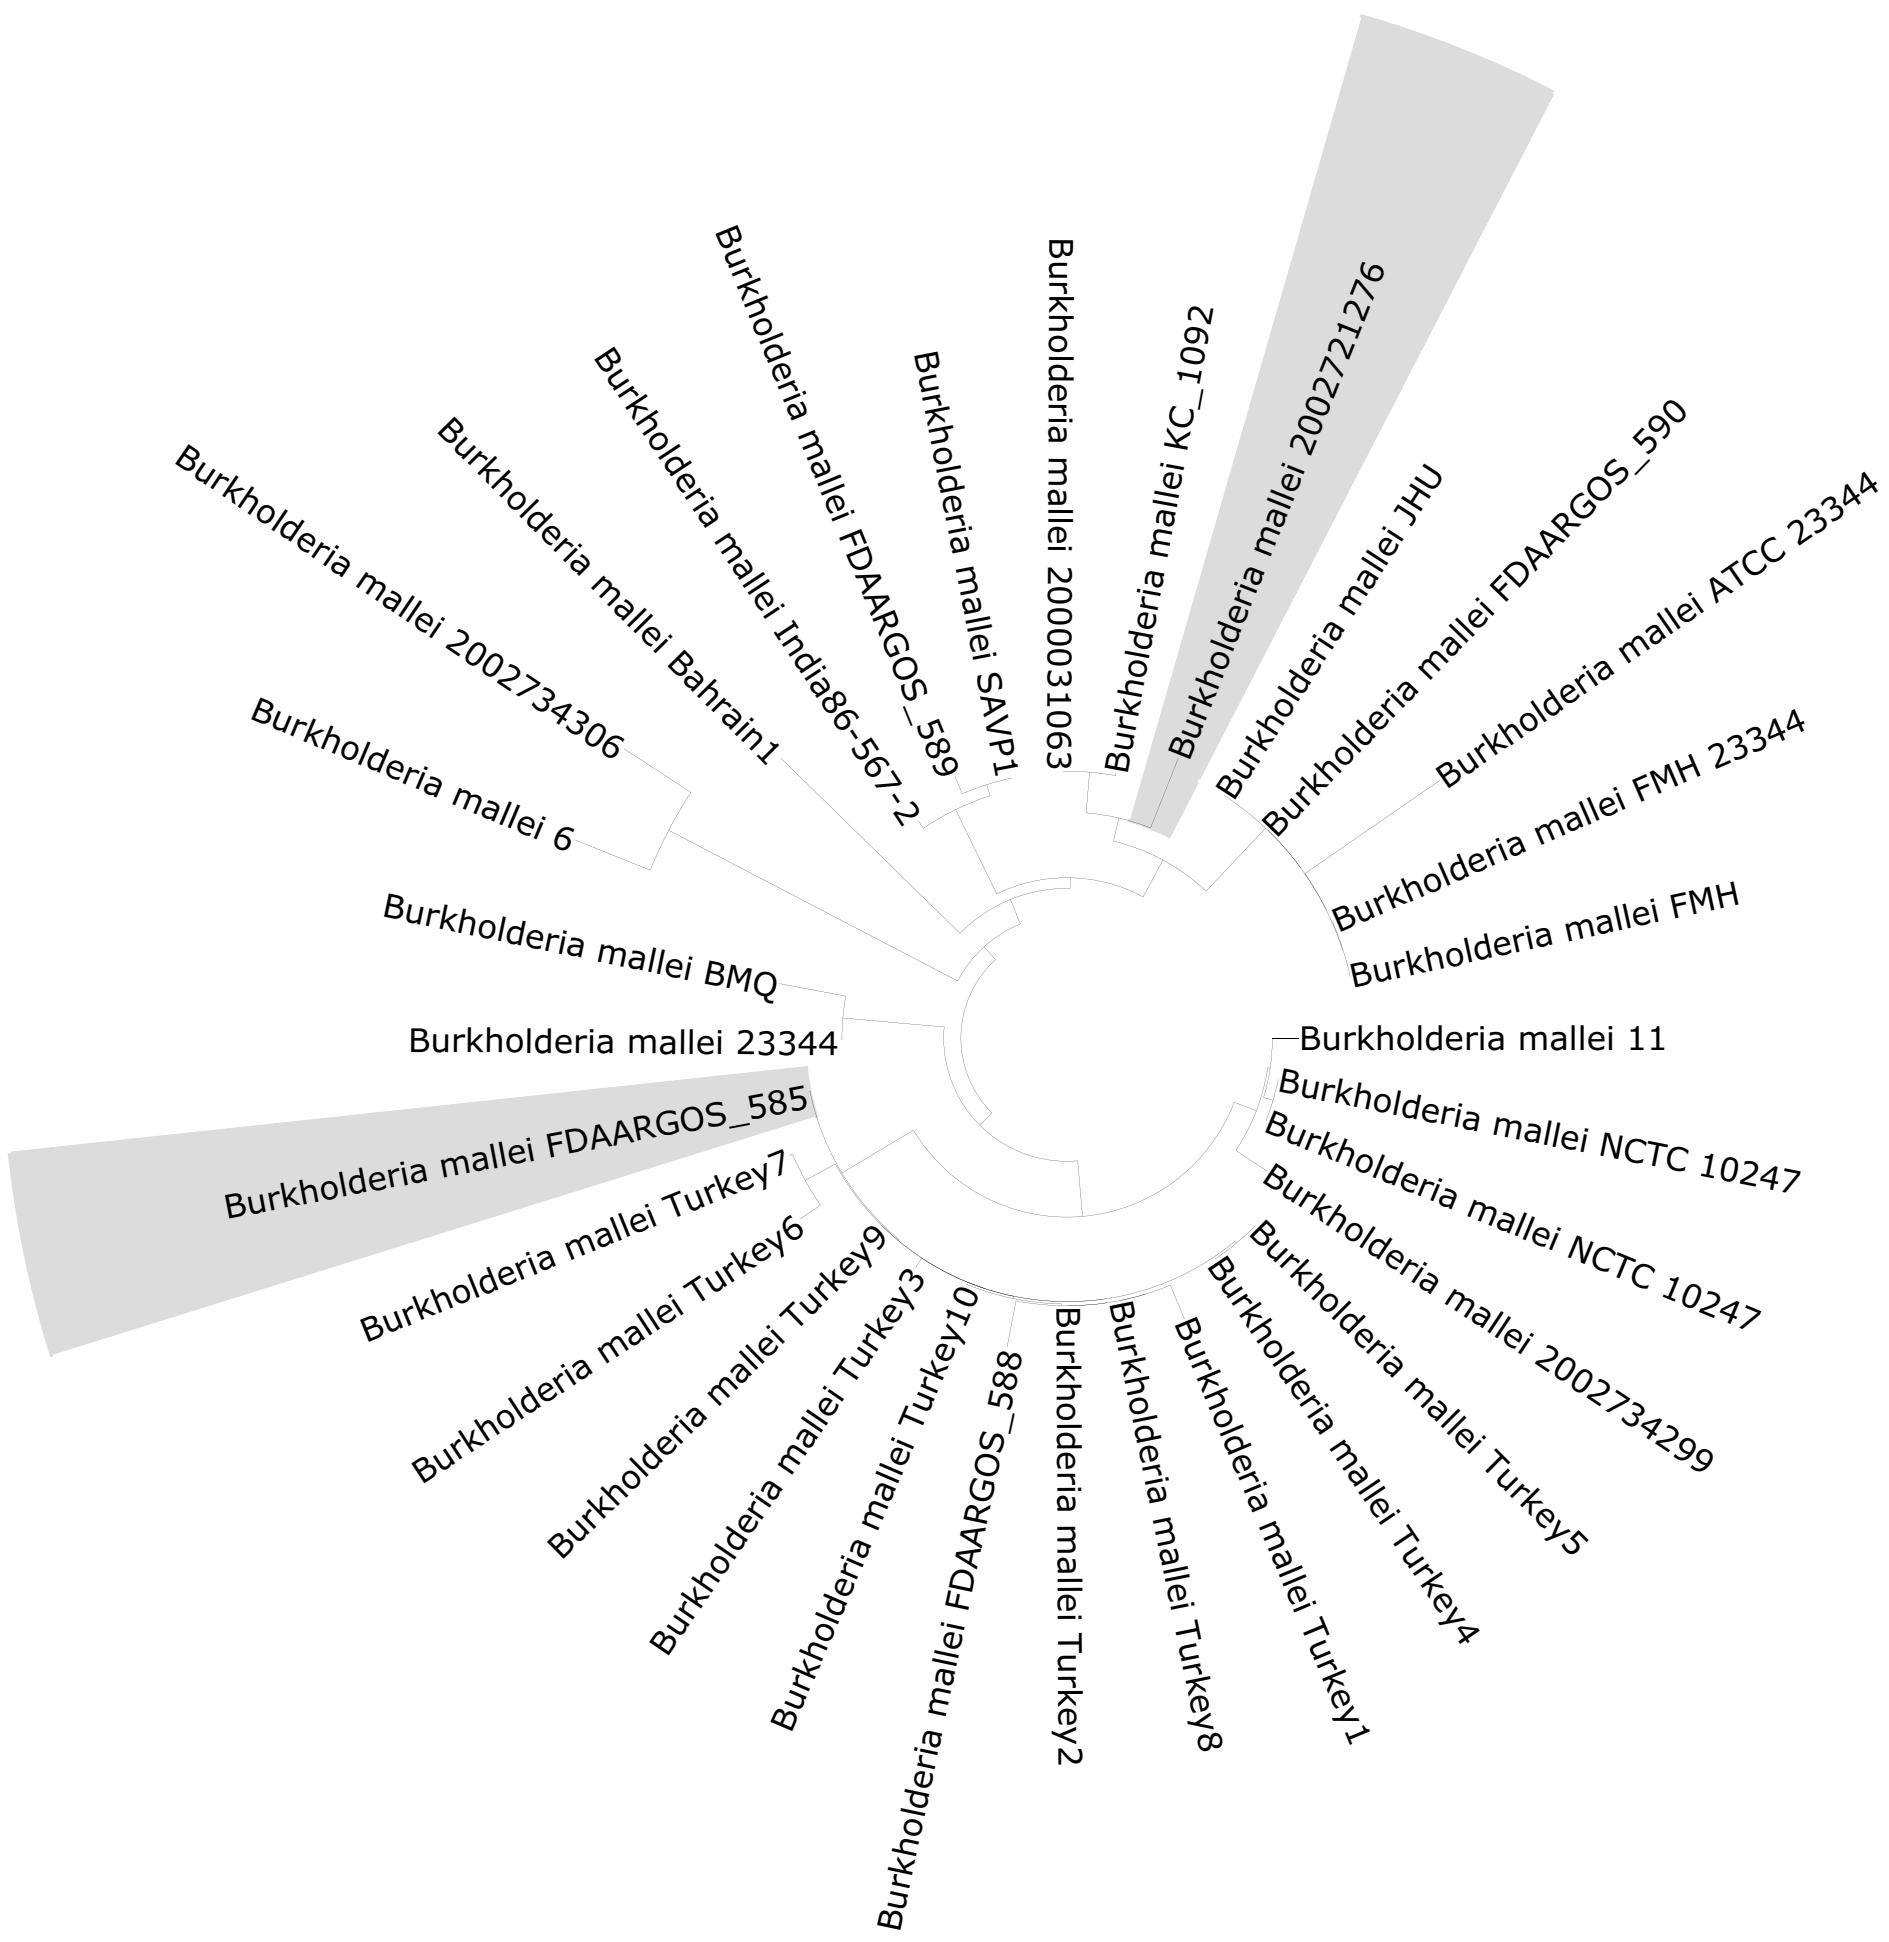 Burkholderia mallei 2000031063
Burkholderia mallei KC_1092
Burkholderia mallei 2002721276
Burkholderia mallei JHU
Burkholderia mallei FDAARGOS_590
Burkholderia mallei ATCC 23344
Burkholderia mallei FMH 23344
Burkholderia mallei FMH
Burkholderia mallei 11
Burkholderia mallei NCTC 10247
Burkholderia mallei NCTC 10247
Burkholderia mallei 2002734299
Burkholderia mallei Turkey5
Burkholderia mallei Turkey4
Burkholderia mallei Turkey1
Burkholderia mallei Turkey8
Burkholderia mallei Turkey2
Burkholderia mallei FDAARGOS_588
Burkholderia mallei Turkey10
Burkholderia mallei Turkey3
Burkholderia mallei Turkey9
Burkholderia mallei Turkey6
Burkholderia mallei Turkey7
Burkholderia mallei FDAARGOS_585
Burkholderia mallei 23344
Burkholderia mallei BMQ
Burkholderia mallei 6
Burkholderia mallei 2002734306
Burkholderia mallei Bahrain1
Burkholderia mallei India86-567-2
Burkholderia mallei FDAARGOS_589
Burkholderia mallei SAVP1